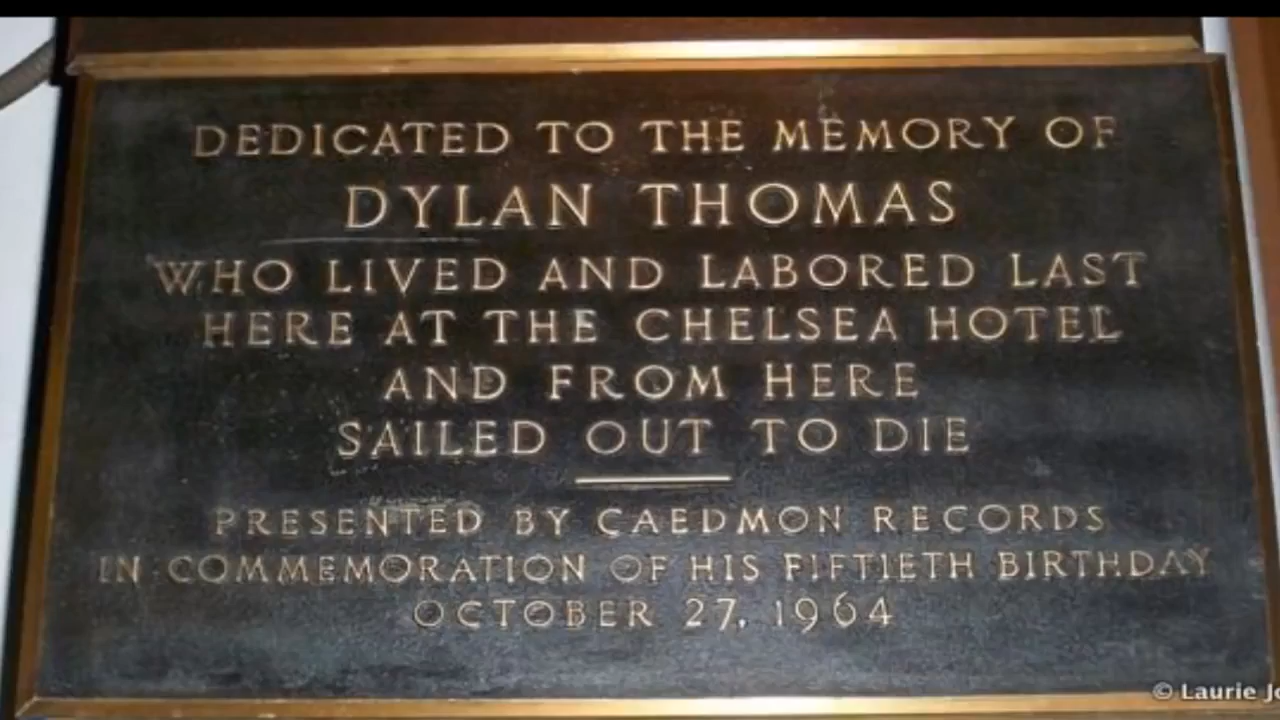 DEDICATED TO THE MEMORY OF
DYLAN THOMAS
WHO LIVED AND LABORED LAST
HERE AT THE CHELSEA HOTEL
AND FROM HERE
SAILED OUT TO DIE
PRESENTED BY CAEDMON RECORDS
IN COMMEMORATION OF HIS FIFTIETH BIRTHDAY
OCTOBER 27, 1964
© Laurie